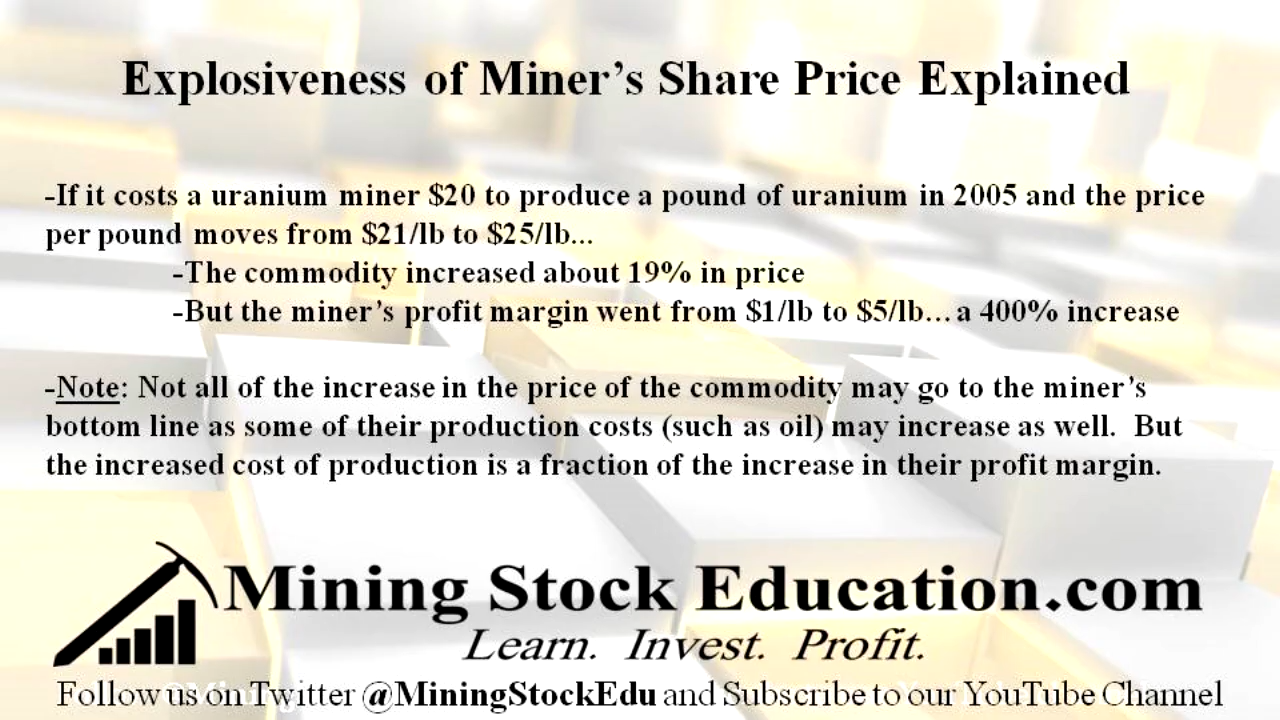 Explosiveness of Miner's Share Price Explained
-If it costs a uranium miner $20 to produce a pound of uranium in 2005 and the price
per pound moves from $21/lb to $25/lb...
-The commodity increased about 19% in price
-But the miner's profit margin went from $1/lb to $5/lb...a 400% increase
-Note: Not all of the increase in the price of the commodity may go to the miner's
bottom line as some of their production costs (such as oil) may increase as well. But
the increased cost of production is a fraction of the increase in their profit margin.
Mining Stock Education.com
Learn. Invest. Profit.
Follow us on Twitter @MiningStockEdu and Subscribe to our YouTube Channel